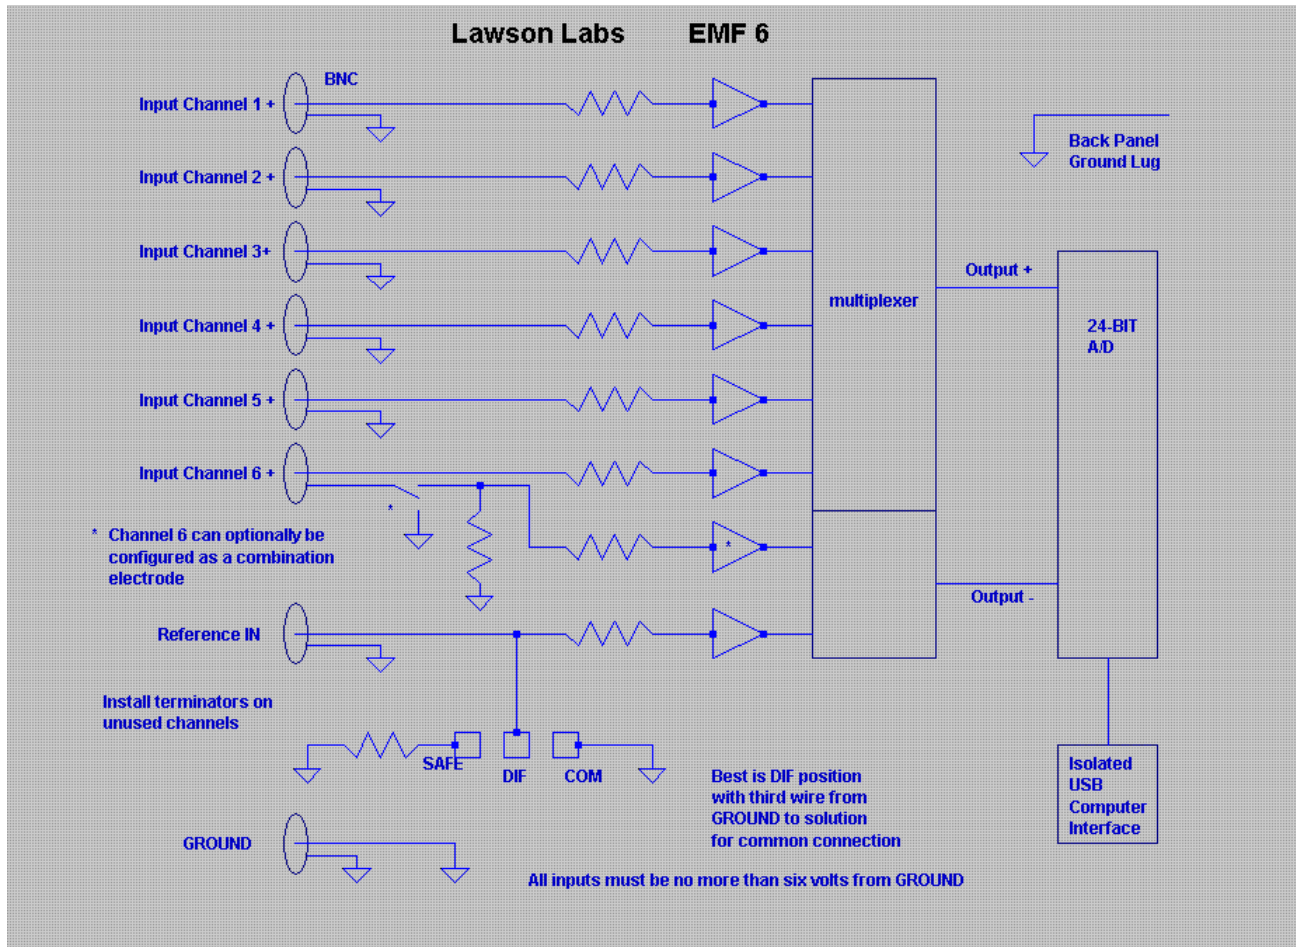 Lawson Labs EMF 6
BNC
Input Channel 1 +
Back Panel
Ground Lug
Input Channel 2 +
Input Channel 3+
Output +
multiplexer
Input Channel 4 +
24-BIT
A/D
Input Channel 5 +
Input Channel 6 +
*
* Channel 6 can optionally be
configured as a combination
electrode
*
Output -
Reference IN
Install terminators on
unused channels
SAFE
DIF
COM
Best is DIF position
with third wire from
GROUND to solution
for common connection
Isolated
USB
Computer
Interface
GROUND
All inputs must be no more than six volts from GROUND